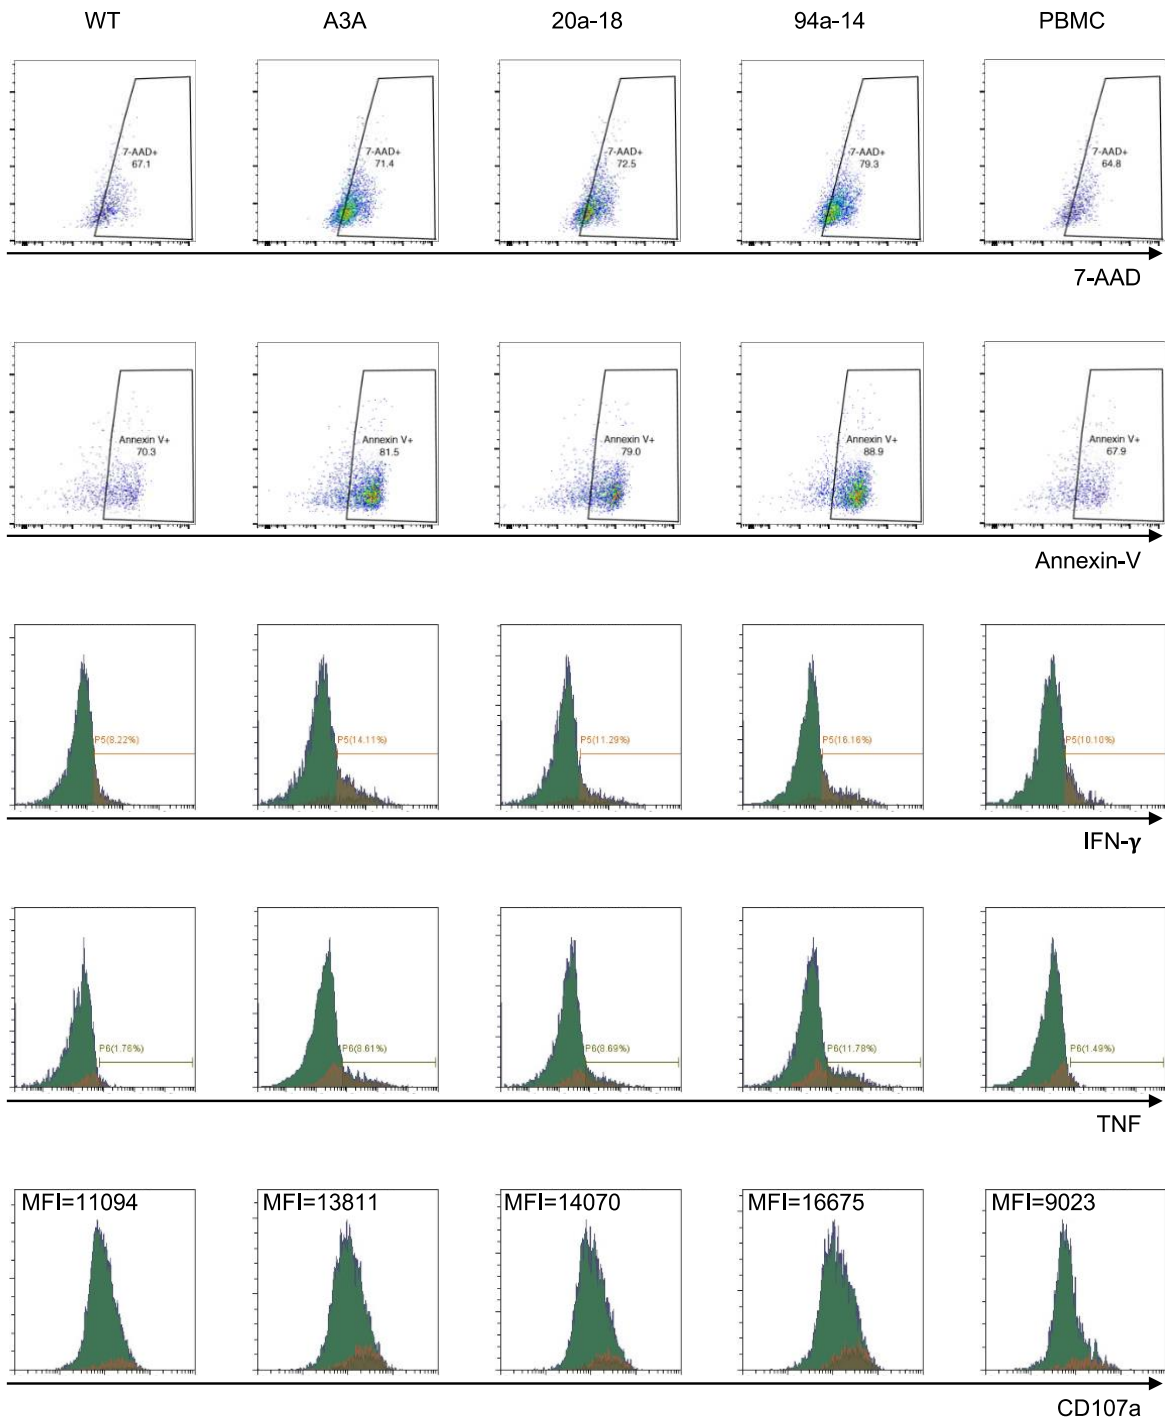 WT A3A 20a-18 94a-14 PBMC
7-AAD+ 7-AAD+ 7-AAD+ 7-AAD+ 7-AAD+
67.1 71.4 72.5 79.3 64.8
7-AAD
Annexin V+ Annexin V+ Annexin V+ Annexin V+ Annexin V+
70.3 81.5 79.0 88.9 67.9
Annexin-V
P5(8.22%) P5(14.11%) P5(11.29%) P5(16.16%) P5(10.10%)
IFN-γ
P6(1.76%) P6(8.61%) P6(8.69%) P6(11.78%) P6(1.49%)
TNF
MFI=11094 MFI=13811 MFI=14070 MFI=16675 MFI=9023
CD107a